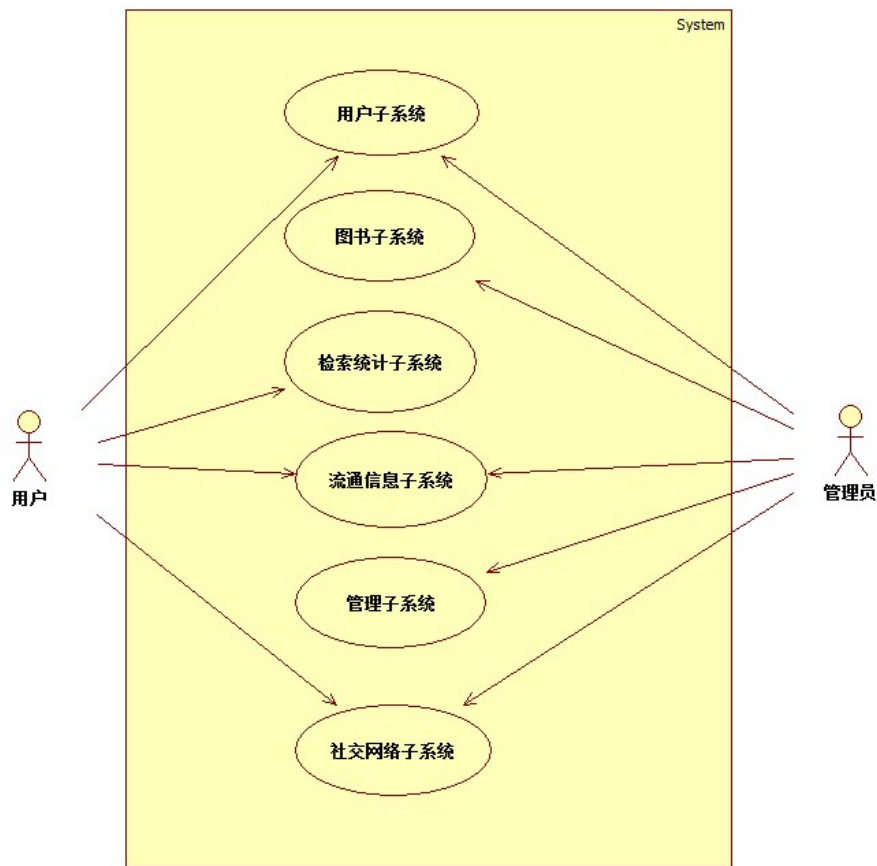 System
用户子系统
图书子系统
检索统计子系统
流通信息子系统
用户
管理员
管理子系统
社交网络子系统